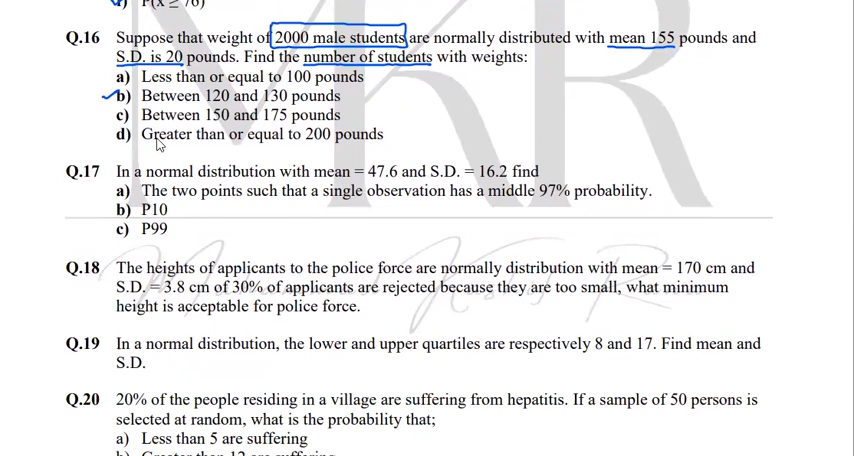 P(x ≥ 76)
Q.16 Suppose that weight of 2000 male students are normally distributed with mean 155 pounds and
S.D. is 20 pounds. Find the number of students with weights:
a) Less than or equal to 100 pounds
b) Between 120 and 130 pounds
c) Between 150 and 175 pounds
d) Greater than or equal to 200 pounds
Q.17 In a normal distribution with mean = 47.6 and S.D. = 16.2 find
a) The two points such that a single observation has a middle 97% probability.
b) P10
c) P99
Q.18 The heights of applicants to the police force are normally distribution with mean = 170 cm and
S.D. = 3.8 cm of 30% of applicants are rejected because they are too small, what minimum
height is acceptable for police force.
Q.19 In a normal distribution, the lower and upper quartiles are respectively 8 and 17. Find mean and
S.D.
Q.20 20% of the people residing in a village are suffering from hepatitis. If a sample of 50 persons is
selected at random, what is the probability that;
a) Less than 5 are suffering
MKR